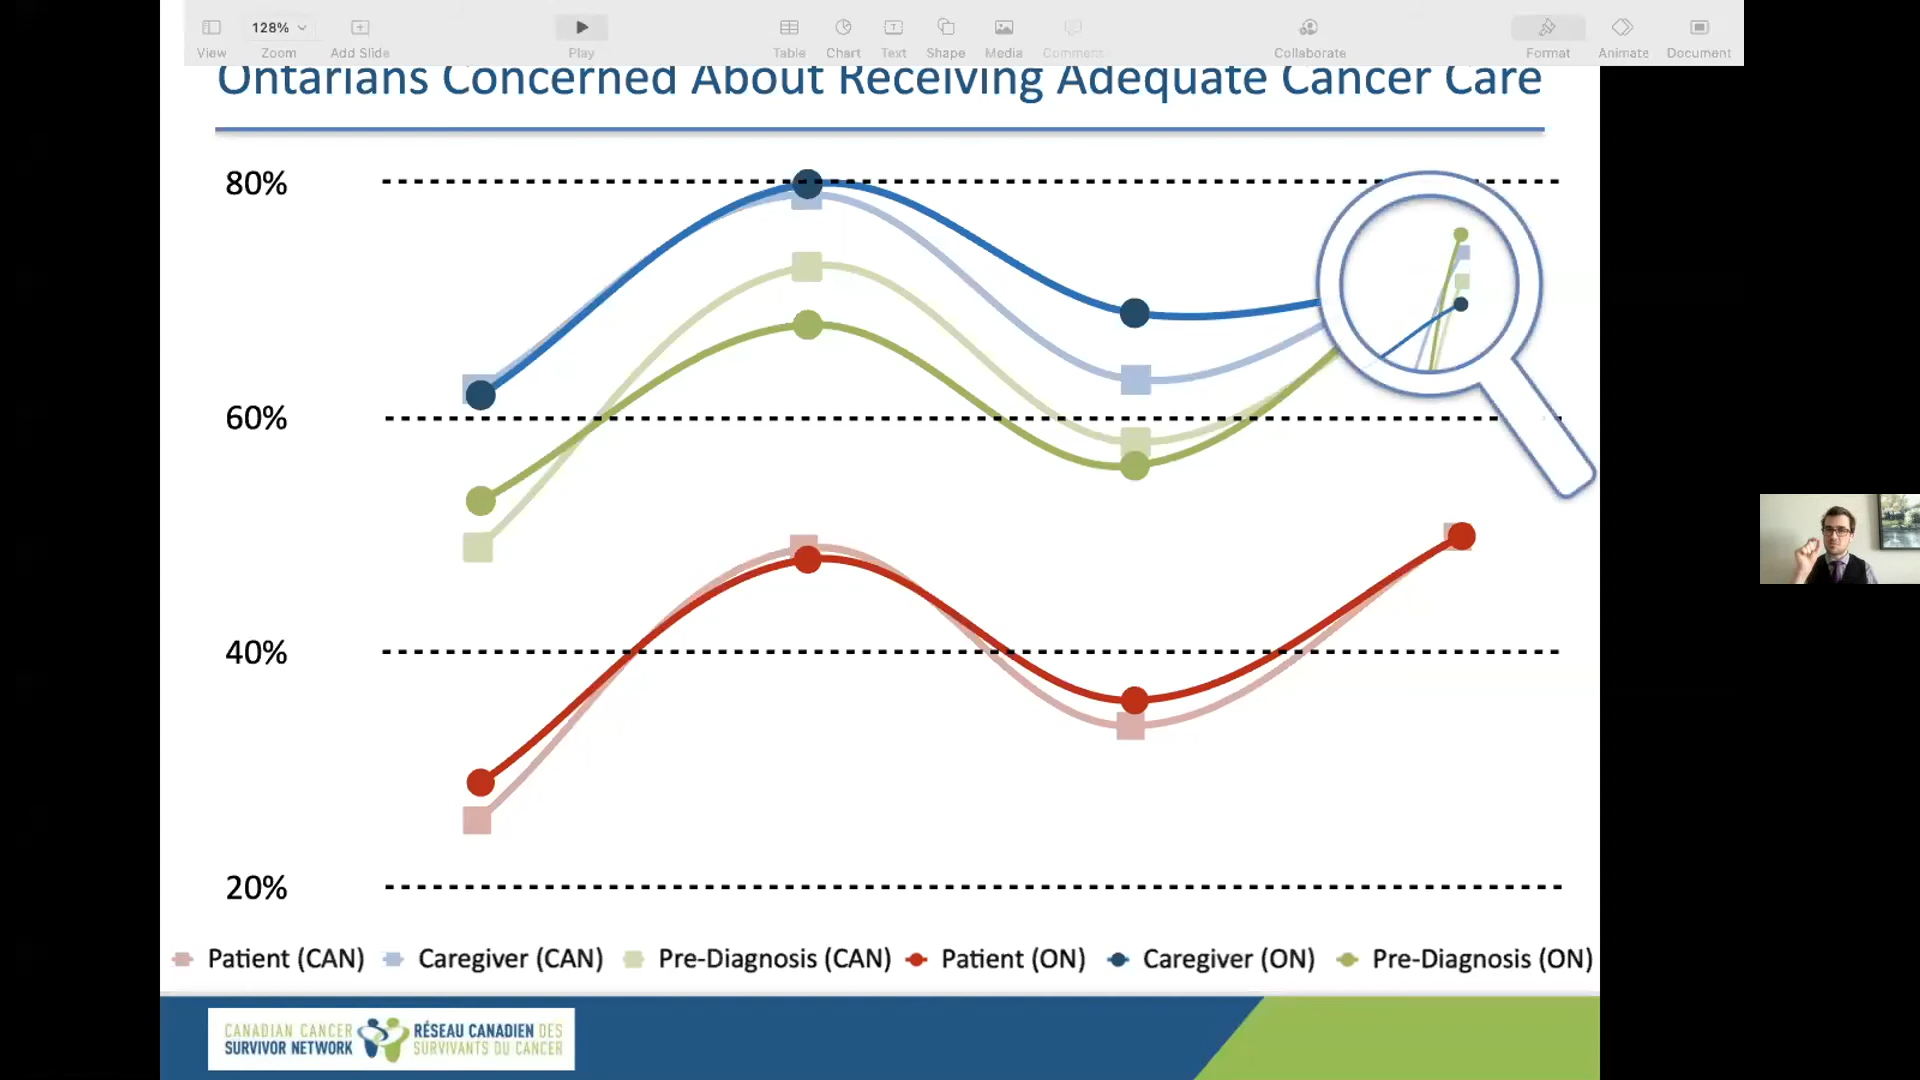 128%
View
Zoom
Add Slide
Play
Table
Chart
Text
Shape
Media
Comment
Collaborate
Format
Animate
Document
Ontarians Concerned About Receiving Adequate Cancer Care
80%
60%
40%
20%
Patient (CAN) Caregiver (CAN) Pre-Diagnosis (CAN) Patient (ON) Caregiver (ON) Pre-Diagnosis (ON)
CANADIAN CANCER
SURVIVOR NETWORK
RÉSEAU CANADIEN DES
SURVIVANTS DU CANCER